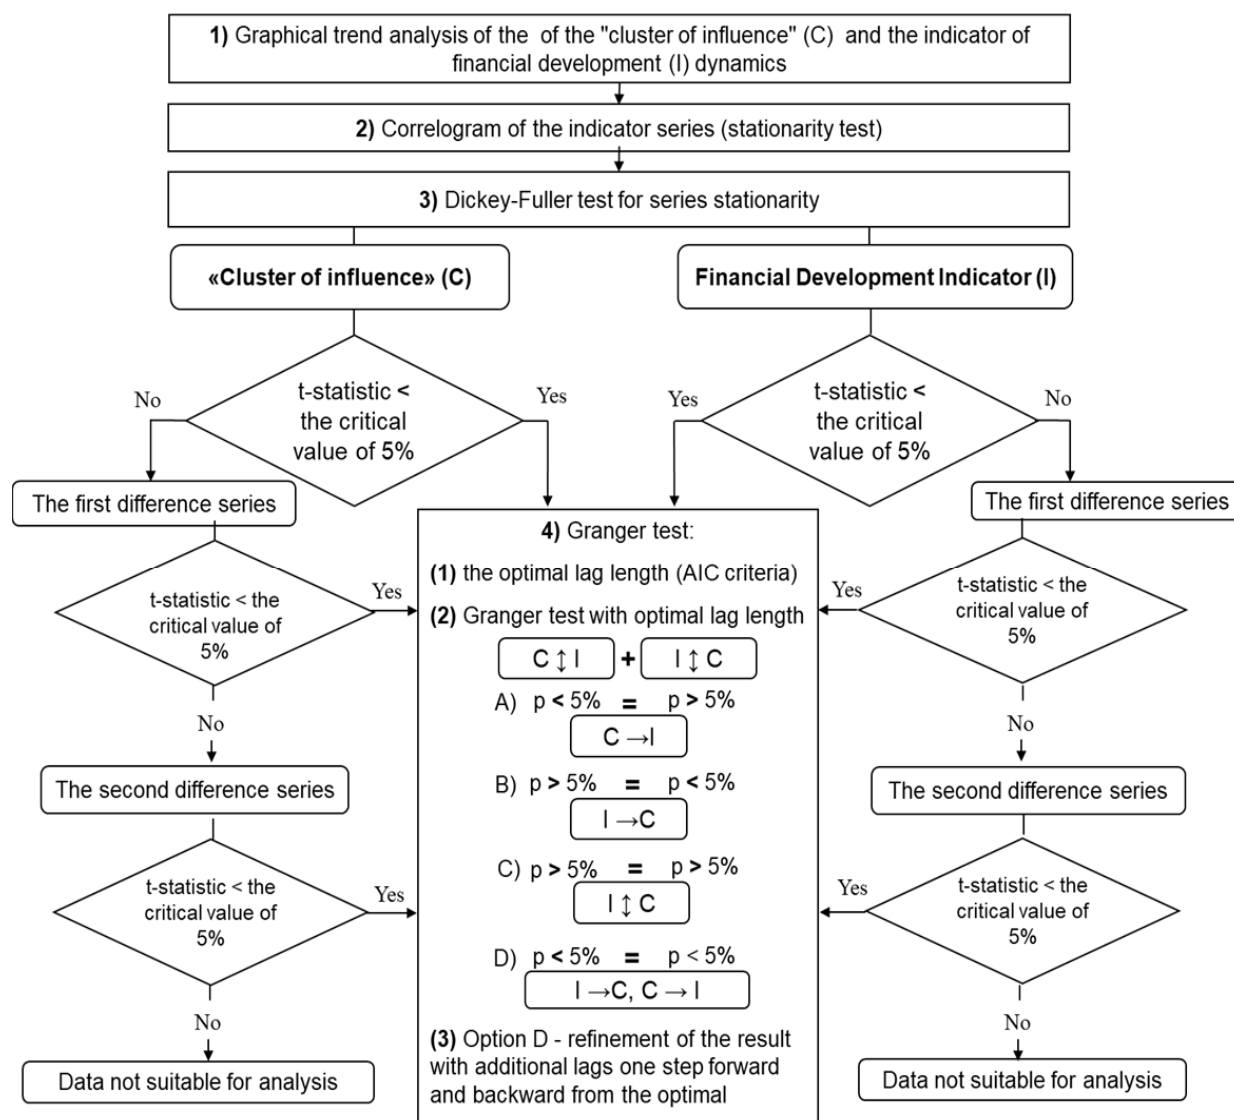 1) Graphical trend analysis of the of the "cluster of influence" (C) and the indicator of
financial development (I) dynamics
2) Correlogram of the indicator series (stationarity test)
3) Dickey-Fuller test for series stationarity
«Cluster of influence» (C)
Financial Development Indicator (I)
t-statistic <
the critical
value of 5%
No
Yes
t-statistic <
the critical
value of 5%
Yes
No
The first difference series
The first difference series
t-statistic < the
critical value of
5%
Yes
No
The second difference series
t-statistic < the
critical value of
5%
Yes
No
Data not suitable for analysis
4) Granger test:
(1) the optimal lag length (AIC criteria)
(2) Granger test with optimal lag length
C ↕ I + I ↕ C
A) p < 5% = p > 5%
C →I
B) p > 5% = p < 5%
I →C
C) p > 5% = p > 5%
I ↕ C
D) p < 5% = p < 5%
I →C, C → I
(3) Option D - refinement of the result
with additional lags one step forward
and backward from the optimal
t-statistic < the
critical value of
5%
Yes
No
The second difference series
t-statistic < the
critical value of
5%
Yes
No
Data not suitable for analysis